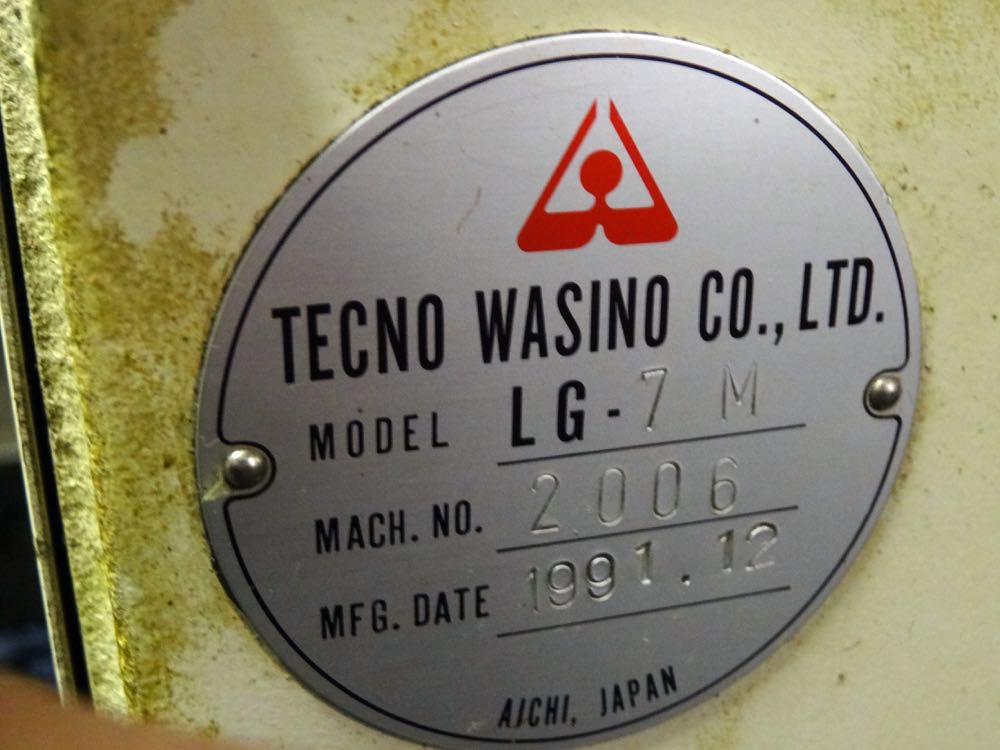 TECNO WASINO CO., LTD.
MODEL LG-7 M
MACH. NO. 2006
MFG. DATE 1991.12
AICHI, JAPAN